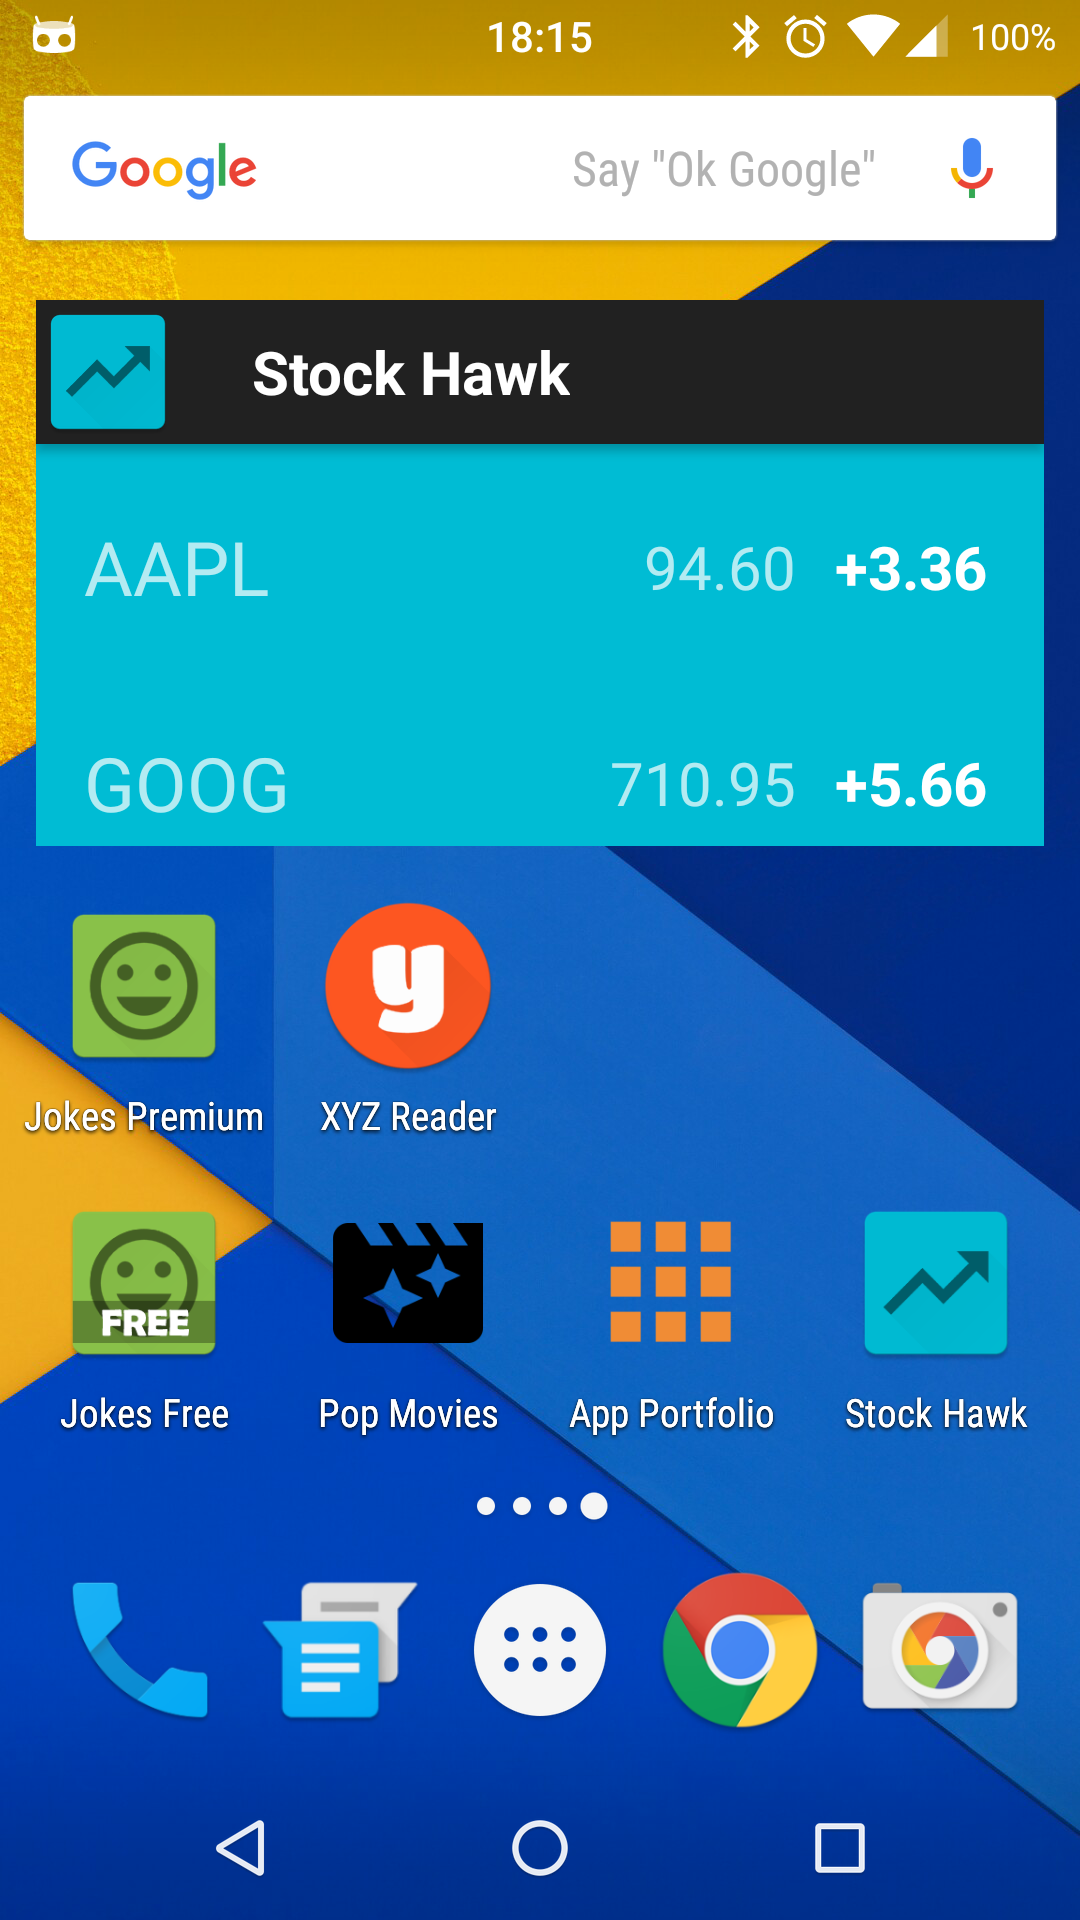 18:15 100%
Google Say "Ok Google"
Stock Hawk
AAPL 94.60 +3.36
GOOG 710.95 +5.66
y
Jokes Premium XYZ Reader
FREE
Jokes Free Pop Movies App Portfolio Stock Hawk